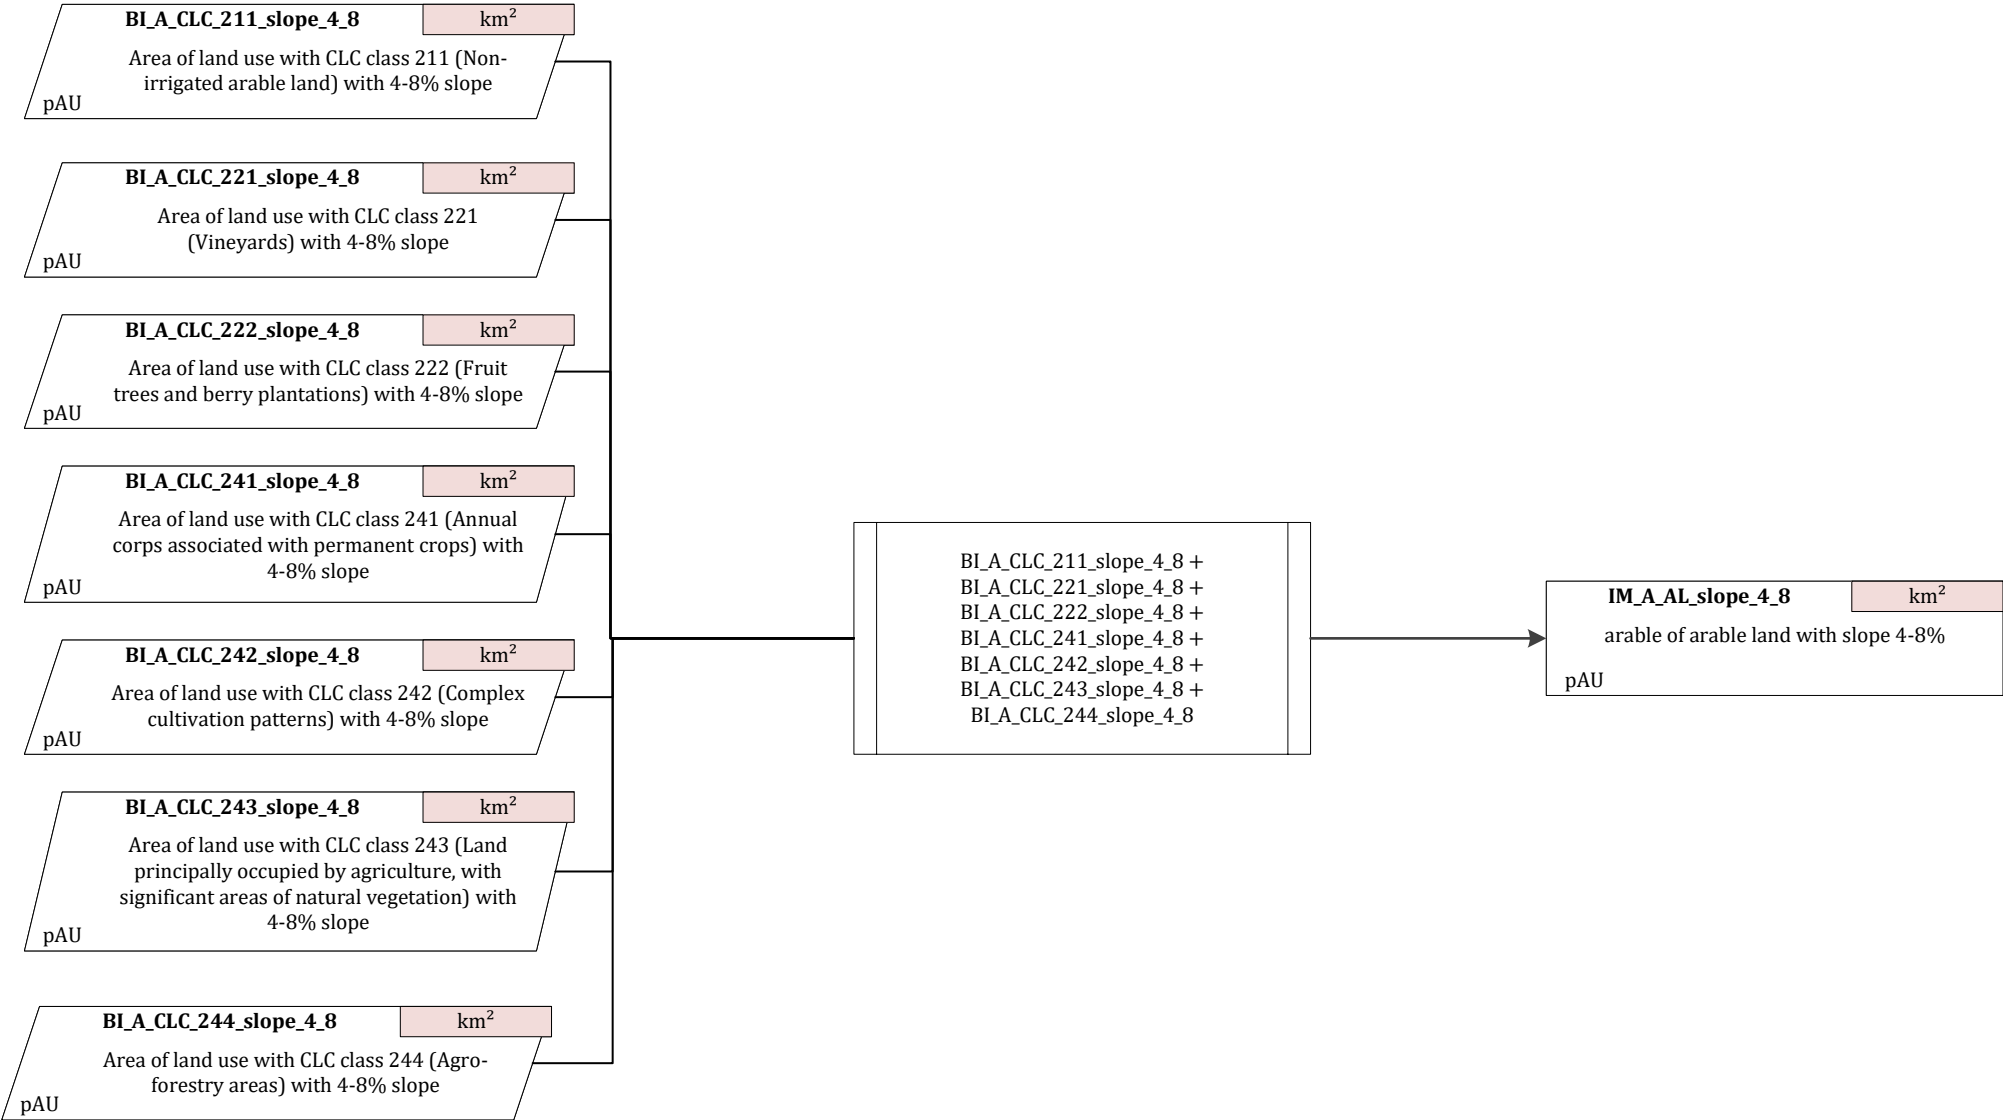 BI_A_CLC_211_slope_4_8
km²
Area of land use with CLC class 211 (Non-
irrigated arable land) with 4-8% slope
pAU
BI_A_CLC_221_slope_4_8
km²
Area of land use with CLC class 221
(Vineyards) with 4-8% slope
pAU
BI_A_CLC_222_slope_4_8
km²
Area of land use with CLC class 222 (Fruit
trees and berry plantations) with 4-8% slope
pAU
BI_A_CLC_241_slope_4_8
km²
Area of land use with CLC class 241 (Annual
corps associated with permanent crops) with
4-8% slope
pAU
BI_A_CLC_242_slope_4_8
km²
Area of land use with CLC class 242 (Complex
cultivation patterns) with 4-8% slope
pAU
BI_A_CLC_243_slope_4_8
km²
Area of land use with CLC class 243 (Land
principally occupied by agriculture, with
significant areas of natural vegetation) with
4-8% slope
pAU
BI_A_CLC_244_slope_4_8
km²
Area of land use with CLC class 244 (Agro-
forestry areas) with 4-8% slope
pAU
BI_A_CLC_211_slope_4_8 +
BI_A_CLC_221_slope_4_8 +
BI_A_CLC_222_slope_4_8 +
BI_A_CLC_241_slope_4_8 +
BI_A_CLC_242_slope_4_8 +
BI_A_CLC_243_slope_4_8 +
BI_A_CLC_244_slope_4_8
IM_A_AL_slope_4_8
km²
arable of arable land with slope 4-8%
pAU